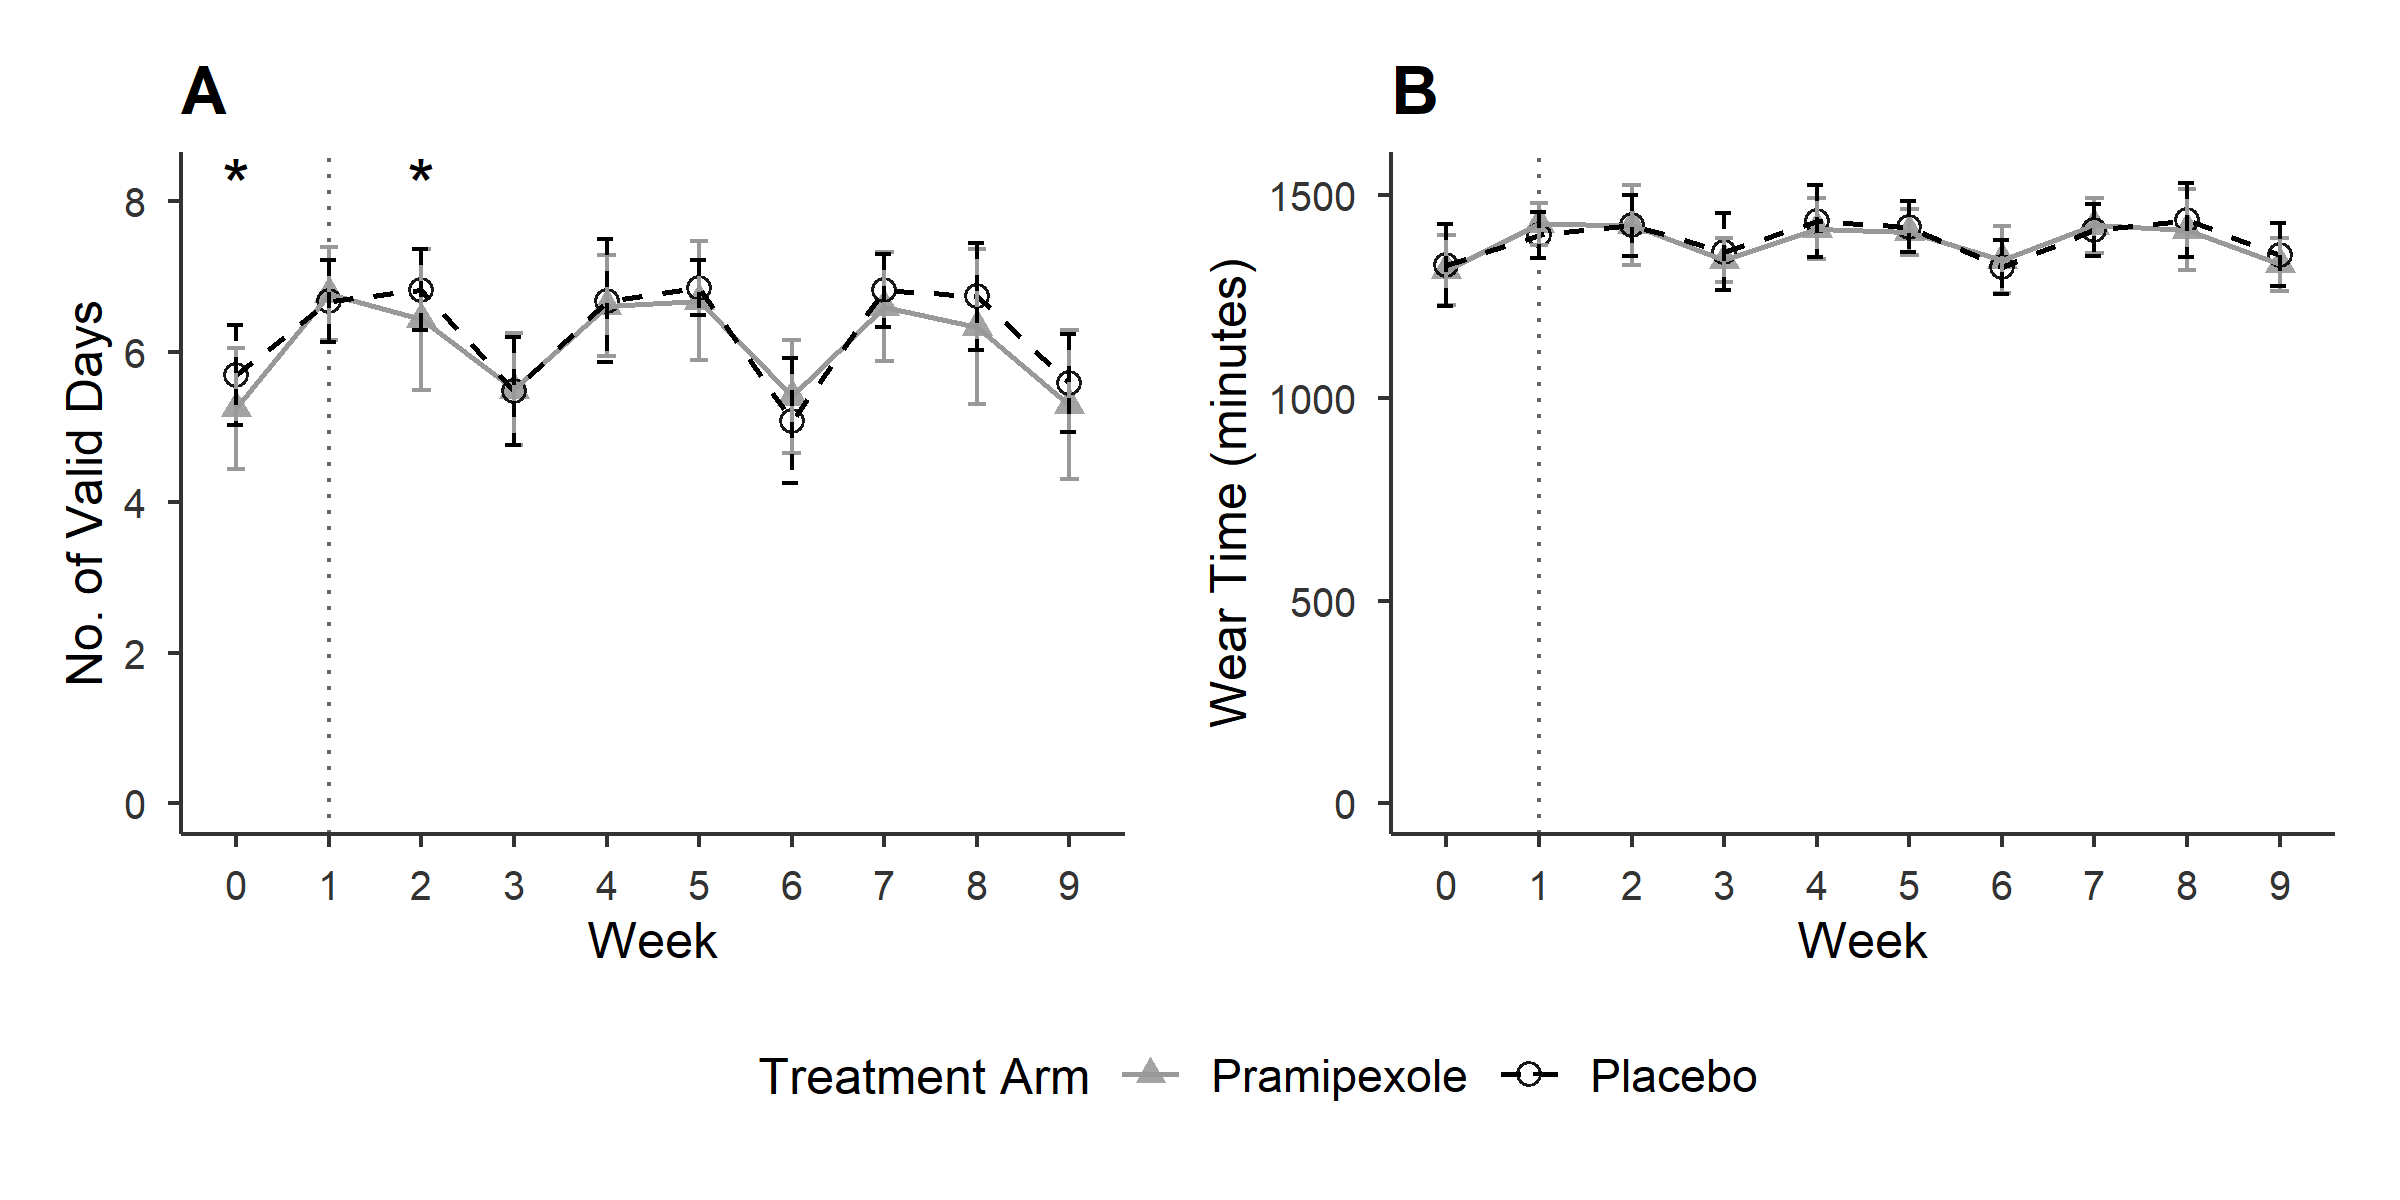 A
B
* *
8
6
4
2
0
No. of Valid Days
0 1 2 3 4 5 6 7 8 9
Week
1500
1000
500
0
Wear Time (minutes)
0 1 2 3 4 5 6 7 8 9
Week
Treatment Arm Pramipexole Placebo